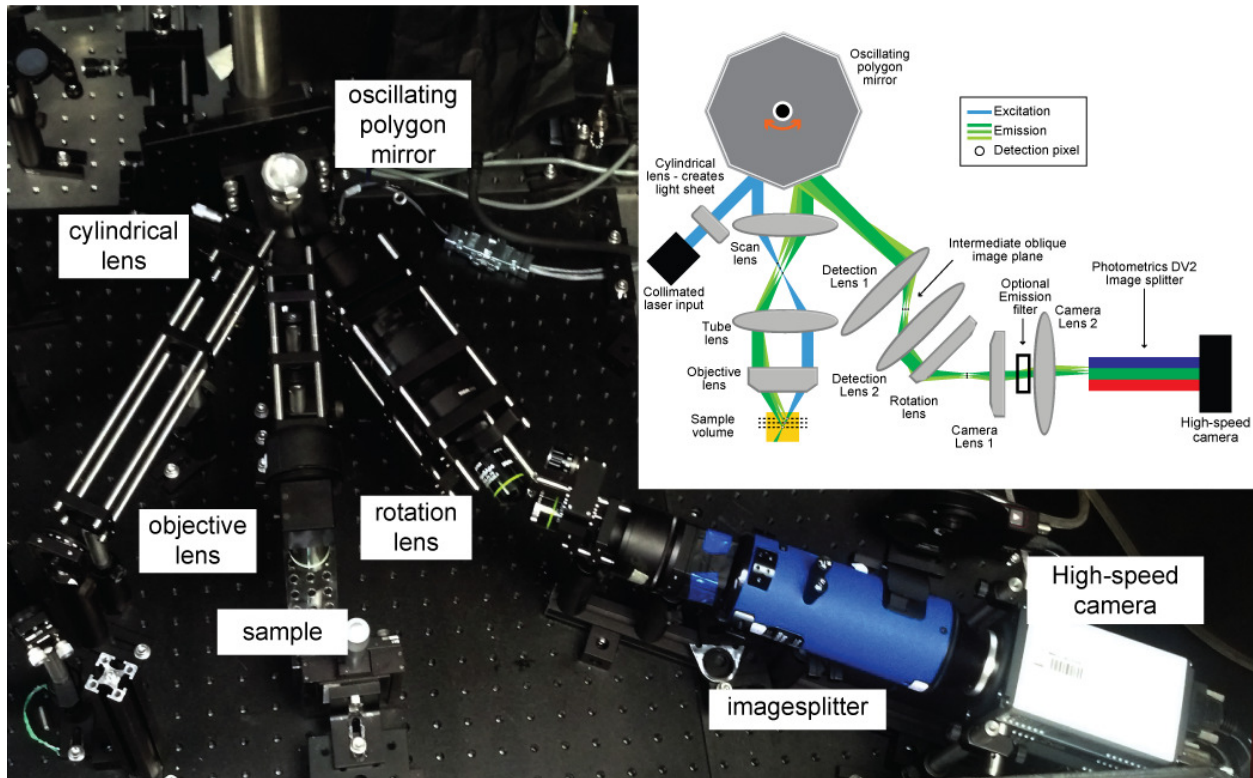 oscillating
polygon
mirror
cylindrical
lens
objective
lens
rotation
lens
sample
imagesplitter
High-speed
camera
Oscillating
polygon
mirror
Excitation
Emission
Detection pixel
Cylindrical
lens - creates
light sheet
Scan
lens
Collimated
laser input
Detection
Lens 1
Intermediate oblique
image plane
Photometrics DV2
Image splitter
Optional
Emission
filter
Camera
Lens 2
Tube
lens
Objective
lens
Detection
Lens 2
Rotation
lens
Sample
volume
Camera
Lens 1
High-speed
camera